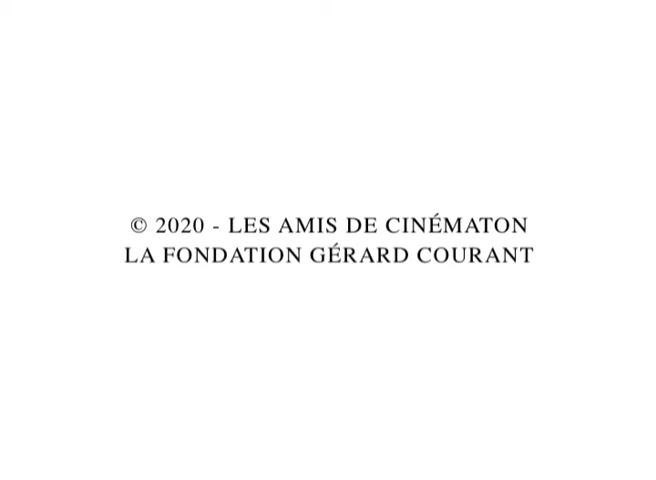 © 2020 - LES AMIS DE CINÉMATON
LA FONDATION GÉRARD COURANT